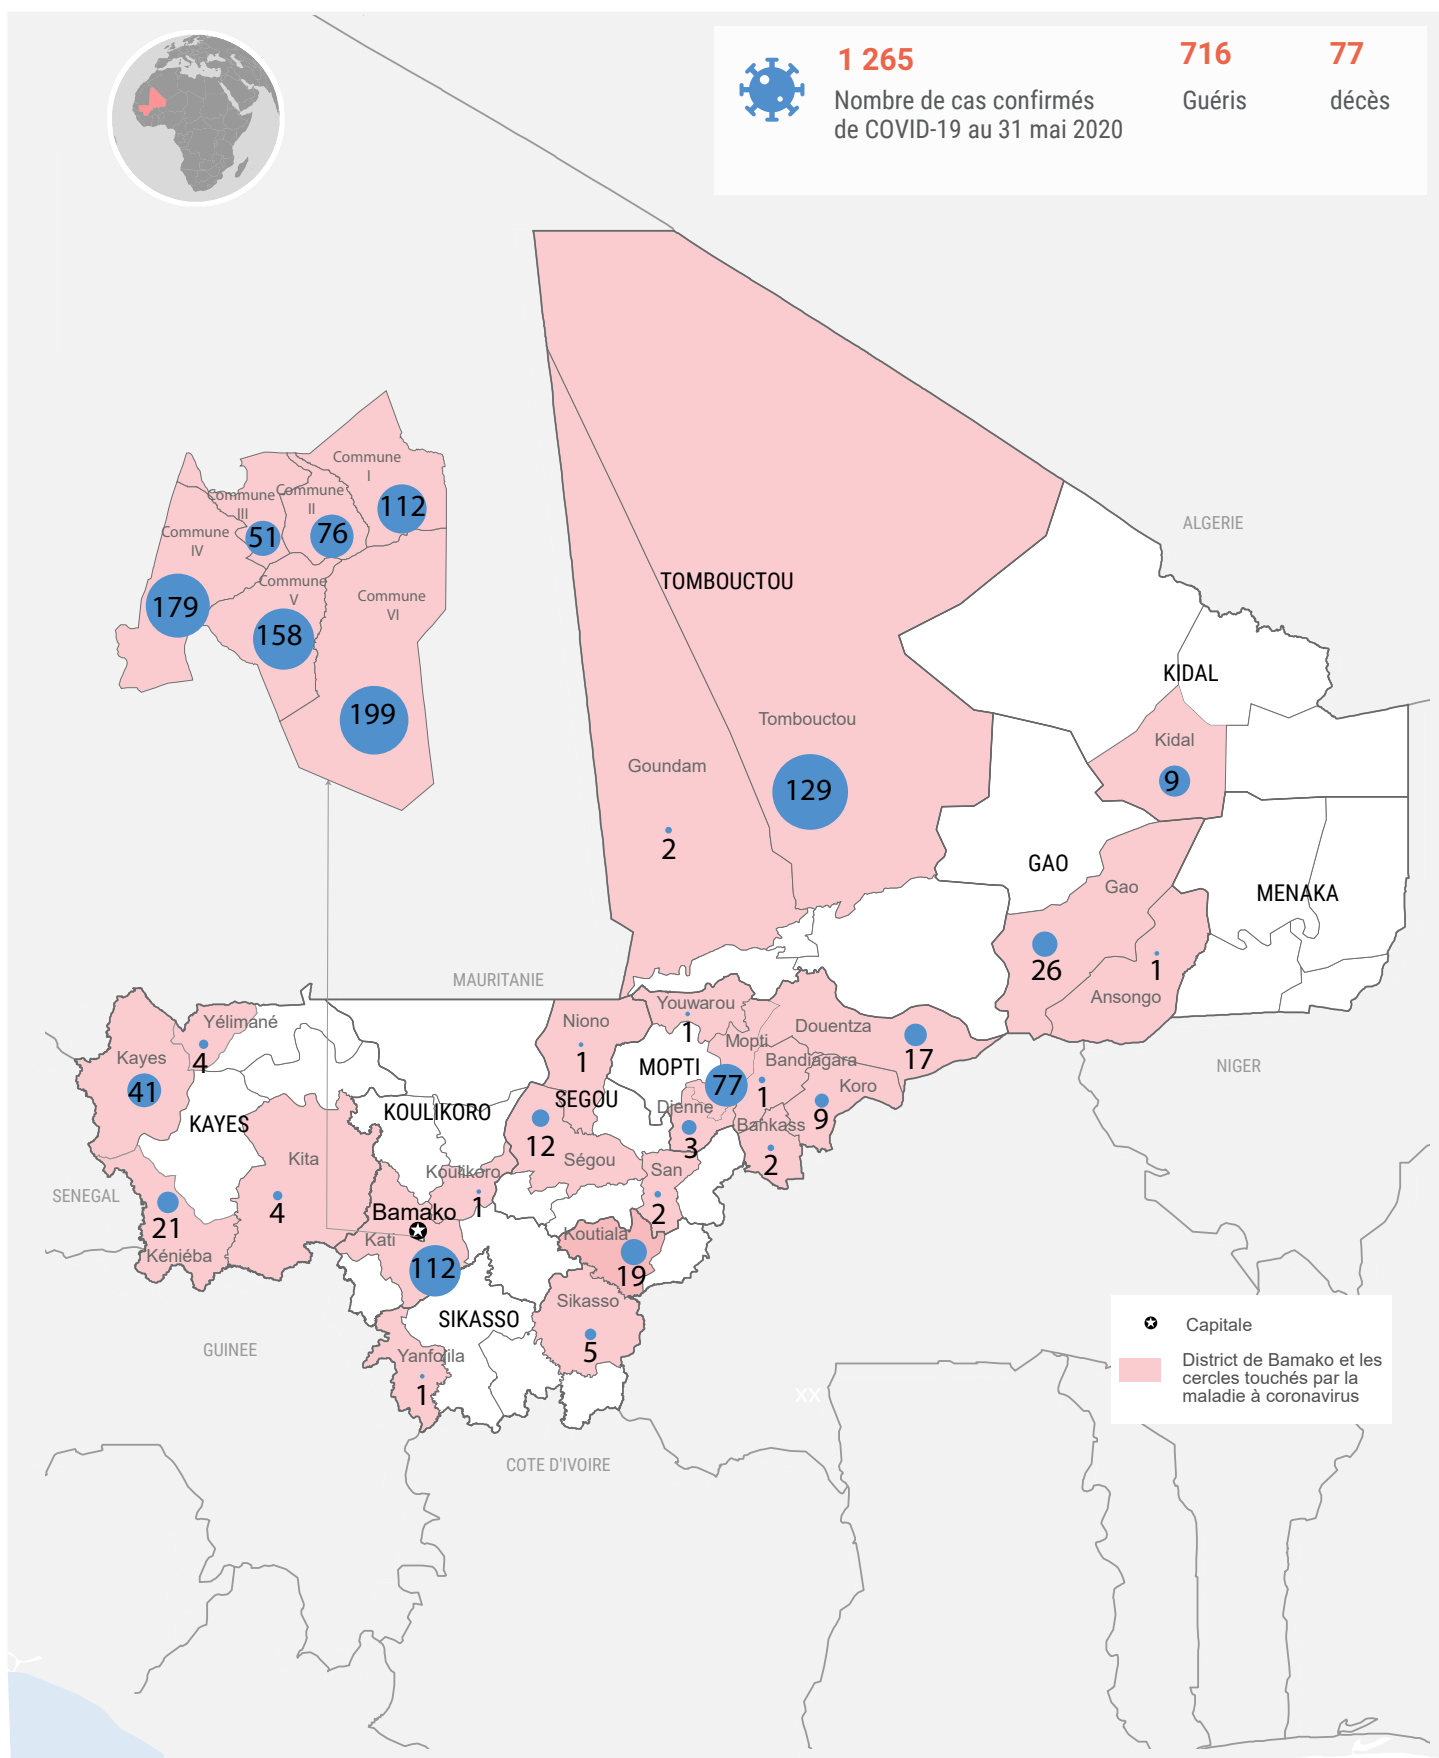 1 265
716
77
Nombre de cas confirmés
de COVID-19 au 31 mai 2020
Guéris
décès
Commune
I
112
Commune
II
76
Commune
III
51
Commune
IV
179
Commune
V
158
Commune
VI
199
ALGERIE
TOMBOUCTOU
Tombouctou
129
Goundam
2
KIDAL
Kidal
9
GAO
Gao
26
Ansongo
1
MENAKA
MAURITANIE
NIGER
Youwarou
1
Niono
1
Douentza
17
Mopti
77
MOPTI
Bandiagara
1
Koro
9
Djenne
3
Bankass
2
SEGOU
12
Ségou
San
2
Yélimané
4
Kayes
41
KAYES
Kita
4
KOULIKORO
Koulikoro
1
SENEGAL
21
Kéniéba
Bamako
Kati
112
Koutiala
19
Sikasso
5
SIKASSO
Yanfolila
1
GUINEE
COTE D'IVOIRE
XX
Capitale
District de Bamako et les
cercles touchés par la
maladie à coronavirus